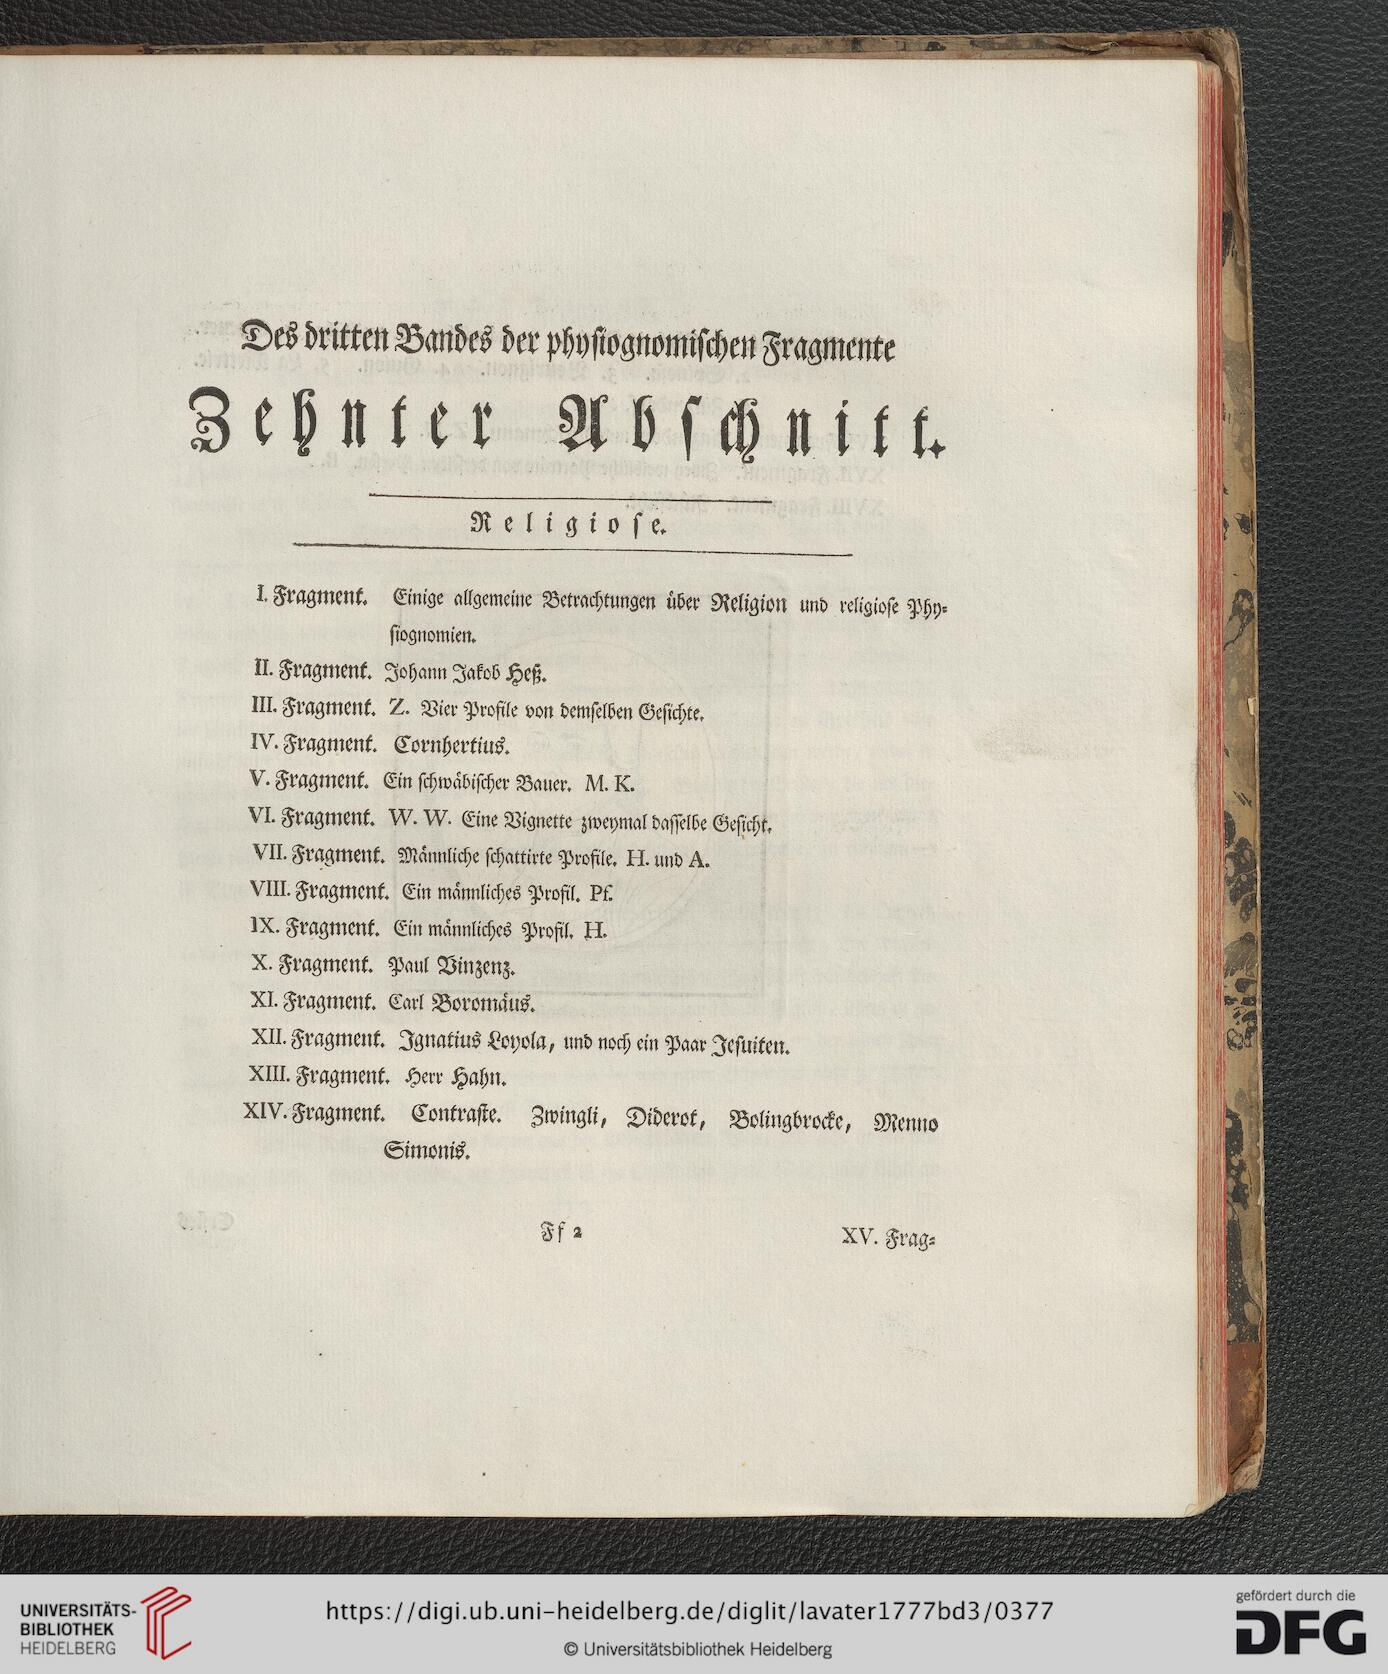 Des dritten Bandes der physiognomischen Fragmente
Zehnter Abschnitt.
Religiose.
I. Fragment. Einige allgemeine Betrachtungen über Religion und religiose Phy-
siognomien.
II. Fragment. Johann Jakob Heß.
III. Fragment. Z. Vier Profile von demselben Gesichte.
IV. Fragment. Cornhertius.
V. Fragment. Ein schwäbischer Bauer. M. K.
VI. Fragment. W. W. Eine Vignette zweymal dasselbe Gesicht.
VII. Fragment. Männliche schattirte Profile. H. und A.
VIII. Fragment. Ein männliches Profil. Pf.
IX. Fragment. Ein männliches Profil. H.
X. Fragment. Paul Vinzenz.
XI. Fragment. Carl Boromäus.
XII. Fragment. Ignatius Loyola, und noch ein Paar Jesuiten.
XIII. Fragment. Herr Hahn.
XIV. Fragment. Contraste. Zwingli, Diderot, Bolingbrocke, Menno
Simonis.
Ff 2 XV. Frag-
UNIVERSITÄTS-
BIBLIOTHEK
HEIDELBERG
https://digi.ub.uni-heidelberg.de/diglit/lavater1777bd3/0377
© Universitätsbibliothek Heidelberg
gefördert durch die
DFG